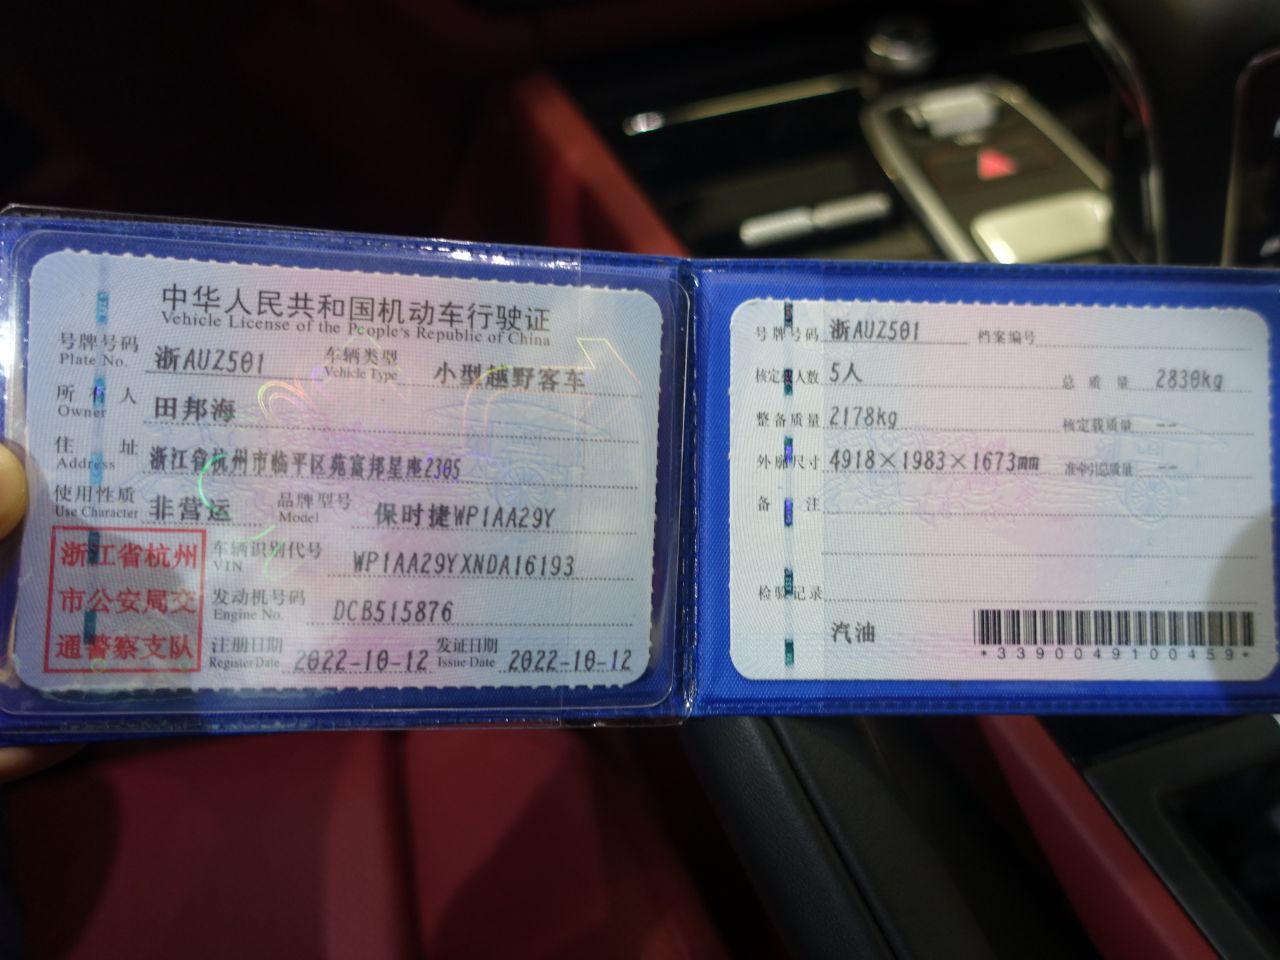 中华人民共和国机动车行驶证
Vehicle License of the People's Republic of China
号牌号码 浙AUZ501 车辆类型 小型越野客车
Plate No. Vehicle Type
所有人 田邦海
Owner
住址 浙江省杭州市临平区苑富邦星座2305
Address
使用性质 非营运 品牌型号 保时捷WP1AA29Y
Use Character Model
车辆识别代号 WP1AA29YXNDA16193
VIN
发动机号码 DCB515876
Engine No.
注册日期 2022-10-12 发证日期 2022-10-12
Register Date Issue Date
浙江省杭州
市公安局交
通警察支队
号牌号码 浙AUZ501 档案编号
核定载人数 5人 总质量 2830kg
整备质量 2178kg 核定载质量 --
外廓尺寸 4918×1983×1673mm 准牵引总质量 --
备注
检验记录
汽油
*3390049100459*